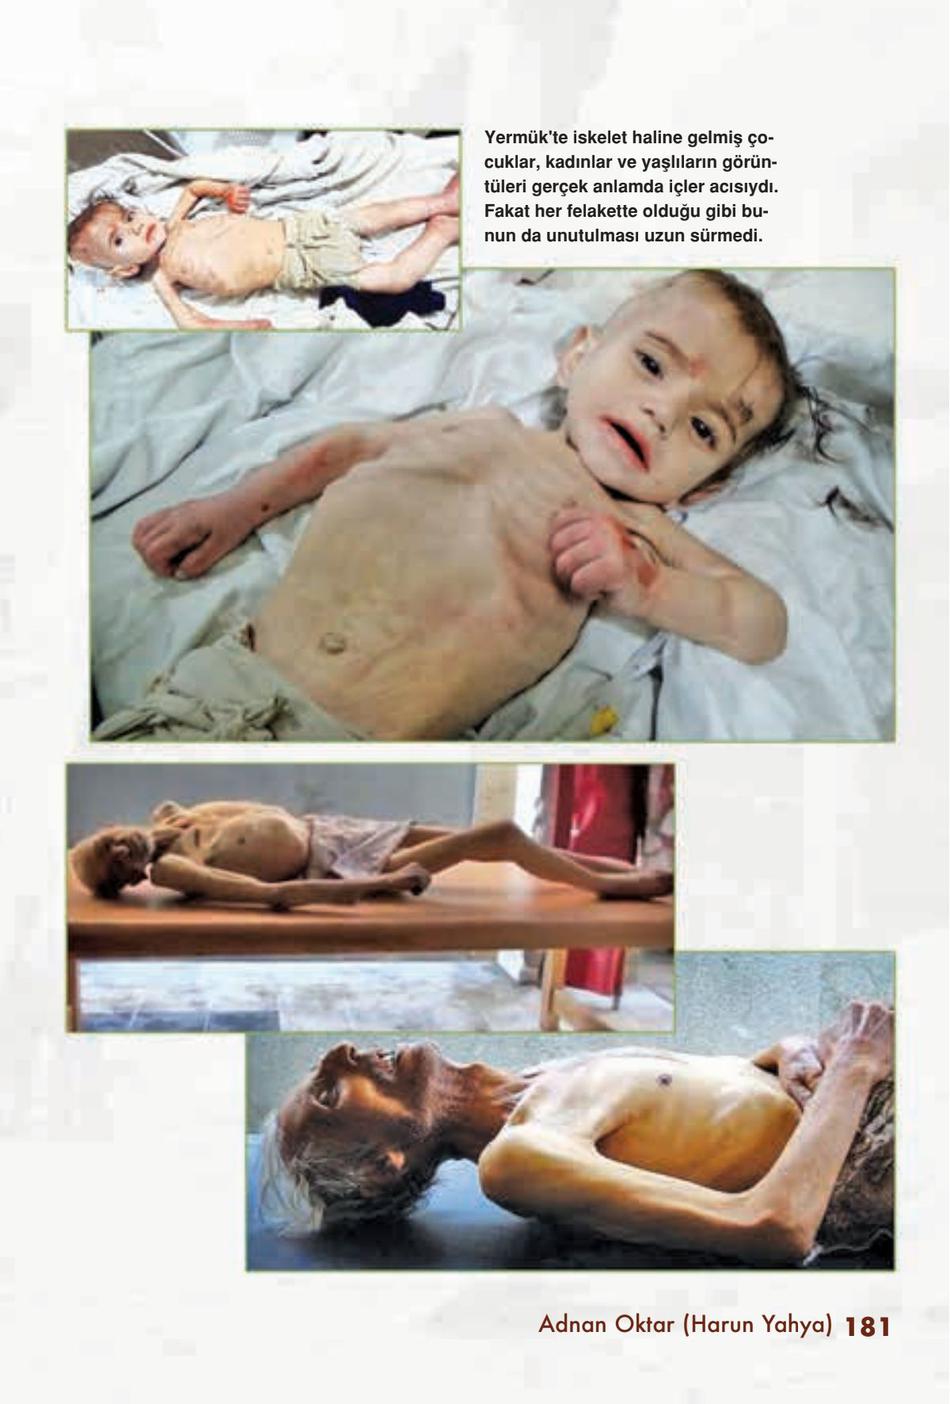 Yermük'te iskelet haline gelmiş ço-
cuklar, kadınlar ve yaşlıların görün-
tüleri gerçek anlamda içler acısıydı.
Fakat her felakette olduğu gibi bu-
nun da unutulması uzun sürmedi.
Adnan Oktar (Harun Yahya) 181